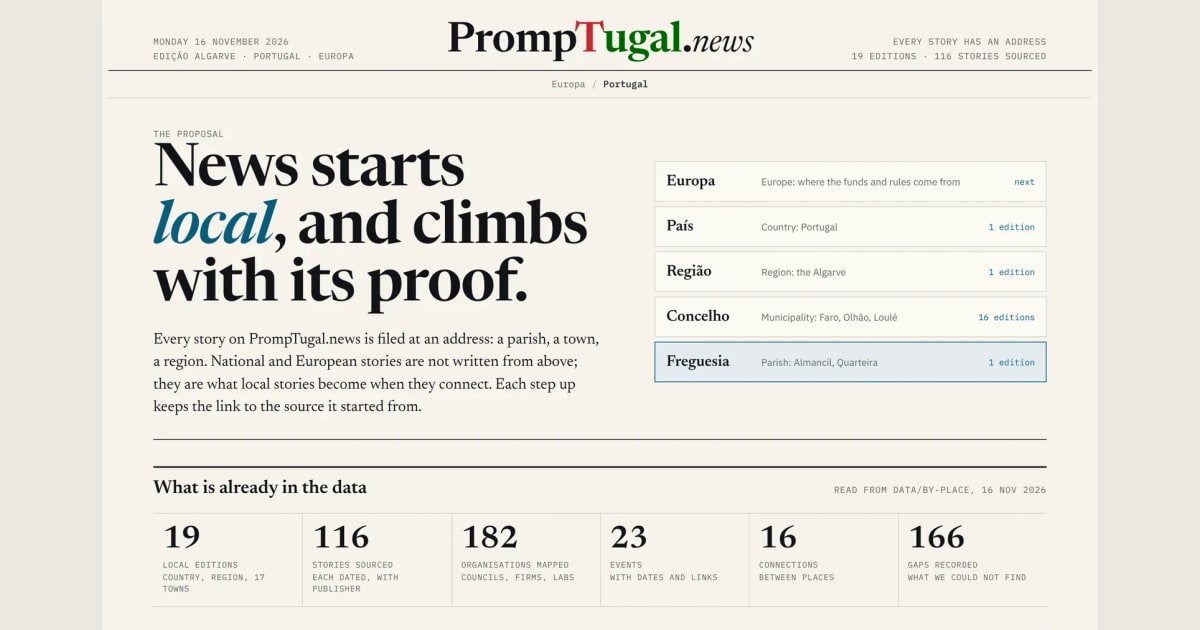 MONDAY 16 NOVEMBER 2026
EDIÇÃO ALGARVE · PORTUGAL · EUROPA
PrompTugal.news
EVERY STORY HAS AN ADDRESS
19 EDITIONS · 116 STORIES SOURCED
Europa / Portugal
THE PROPOSAL
News starts
local, and climbs
with its proof.
Every story on PrompTugal.news is filed at an address: a parish, a town,
a region. National and European stories are not written from above;
they are what local stories become when they connect. Each step up
keeps the link to the source it started from.
Europa Europe: where the funds and rules come from next
País Country: Portugal 1 edition
Região Region: the Algarve 1 edition
Concelho Municipality: Faro, Olhão, Loulé 16 editions
Freguesia Parish: Almancil, Quarteira 1 edition
What is already in the data
READ FROM DATA/BY-PLACE, 16 NOV 2026
19
LOCAL EDITIONS
COUNTRY, REGION, 17
TOWNS
116
STORIES SOURCED
EACH DATED, WITH
PUBLISHER
182
ORGANISATIONS MAPPED
COUNCILS, FIRMS, LABS
23
EVENTS
WITH DATES AND LINKS
16
CONNECTIONS
BETWEEN PLACES
166
GAPS RECORDED
WHAT WE COULD NOT FIND